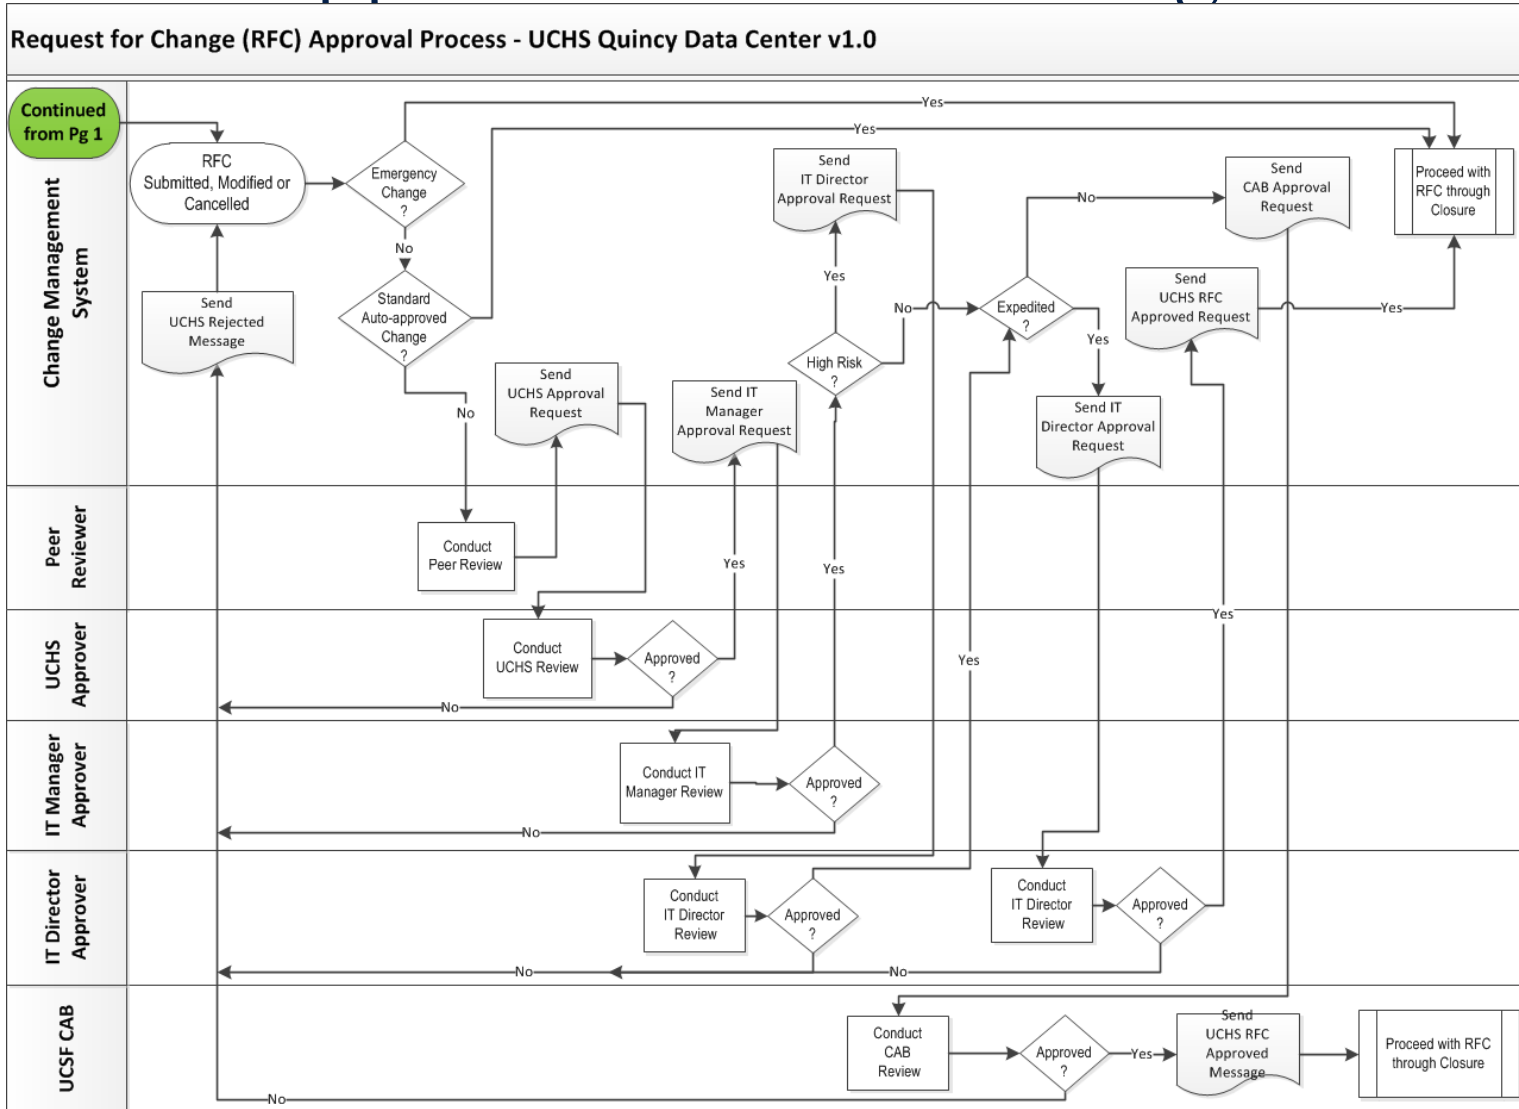 Request for Change (RFC) Approval Process - UCHS Quincy Data Center v1.0
Continued
from Pg 1
Change Management
System
RFC
Submitted, Modified or
Cancelled
Emergency
Change
?
Yes
No
Standard
Auto-approved
Change
?
Yes
No
Send
UCHS Rejected
Message
Send
UCHS Approval
Request
Send IT
Manager
Approval Request
Send
IT Director
Approval Request
Yes
High Risk
?
No
Expedited
?
No
Yes
Send
CAB Approval
Request
Send
UCHS RFC
Approved Request
Yes
Proceed with
RFC through
Closure
Send IT
Director Approval
Request
Peer
Reviewer
Conduct
Peer Review
Yes
Yes
UCHS
Approver
Conduct
UCHS Review
Approved
?
No
Yes
Yes
IT Manager
Approver
Conduct IT
Manager Review
Approved
?
No
IT Director
Approver
Conduct
IT Director
Review
Approved
?
No
Conduct
IT Director
Review
Approved
?
No
UCSF CAB
Conduct
CAB
Review
Approved
?
Yes
No
Send
UCHS RFC
Approved
Message
Proceed with RFC
through Closure